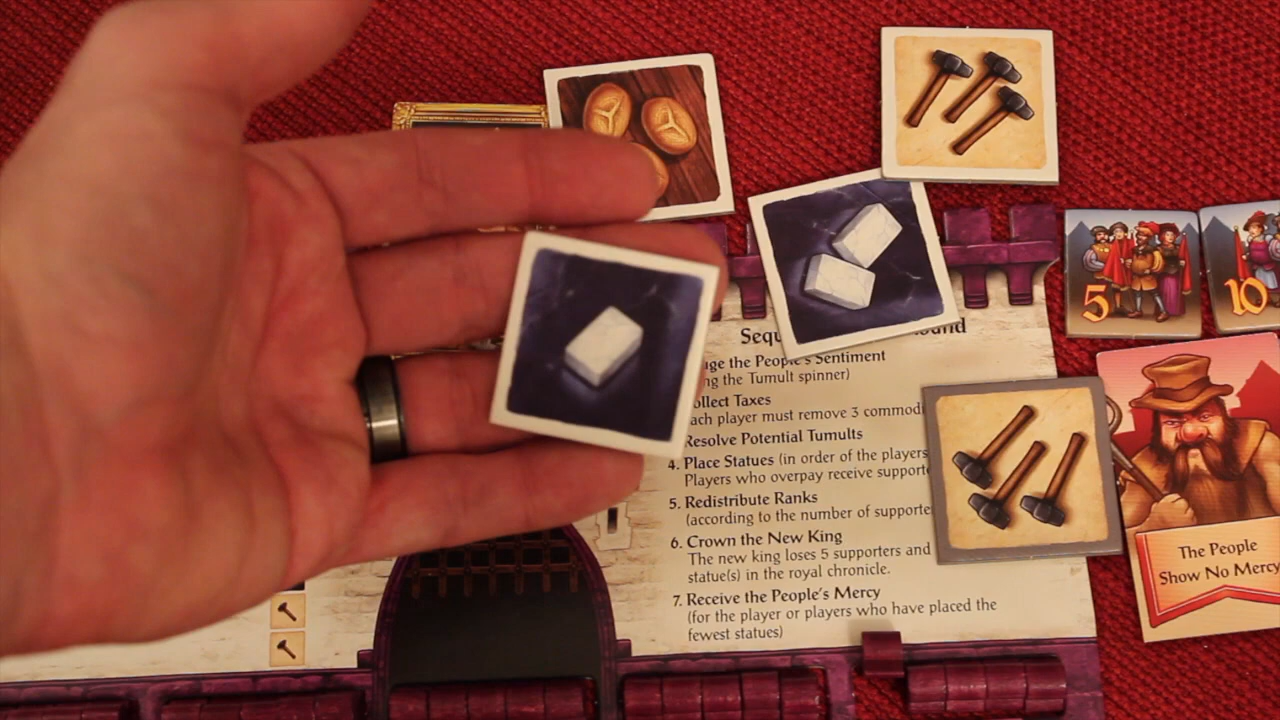 Sequ ound
uge the People's Sentiment
ng the Tumult spinner)
ollect Taxes
ach player must remove 3 commodi
Resolve Potential Tumults
4. Place Statues (in order of the players
Players who overpay receive supporte
5. Redistribute Ranks
(according to the number of supporte
6. Crown the New King
The new king loses 5 supporters and
statue(s) in the royal chronicle.
7. Receive the People's Mercy
(for the player or players who have placed the
fewest statues)
5
10
The People
Show No Mercy